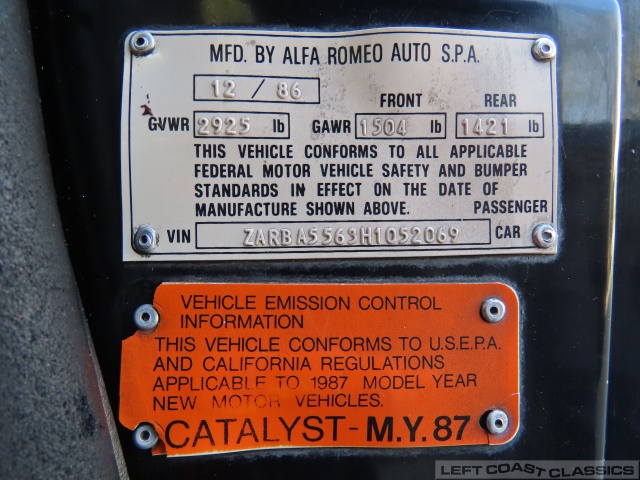 MFD. BY ALFA ROMEO AUTO S.P.A.
12 / 86
FRONT REAR
GVWR 2925 lb GAWR 1504 lb 1421 lb
THIS VEHICLE CONFORMS TO ALL APPLICABLE
FEDERAL MOTOR VEHICLE SAFETY AND BUMPER
STANDARDS IN EFFECT ON THE DATE OF
MANUFACTURE SHOWN ABOVE. PASSENGER
VIN ZARBA5563H1052069 CAR
VEHICLE EMISSION CONTROL
INFORMATION
THIS VEHICLE CONFORMS TO U.S.E.P.A.
AND CALIFORNIA REGULATIONS
APPLICABLE TO 1987 MODEL YEAR
NEW MOTOR VEHICLES.
CATALYST - M.Y. 87
LEFT COAST CLASSICS